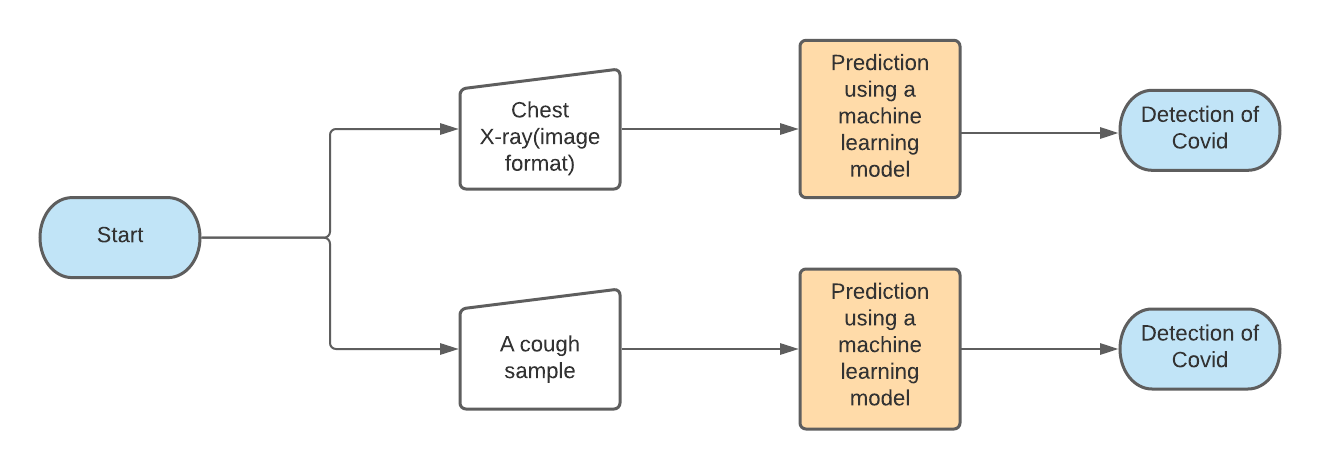 Start
Chest
X-ray(image
format)
Prediction
using a
machine
learning
model
Detection of
Covid
A cough
sample
Prediction
using a
machine
learning
model
Detection of
Covid